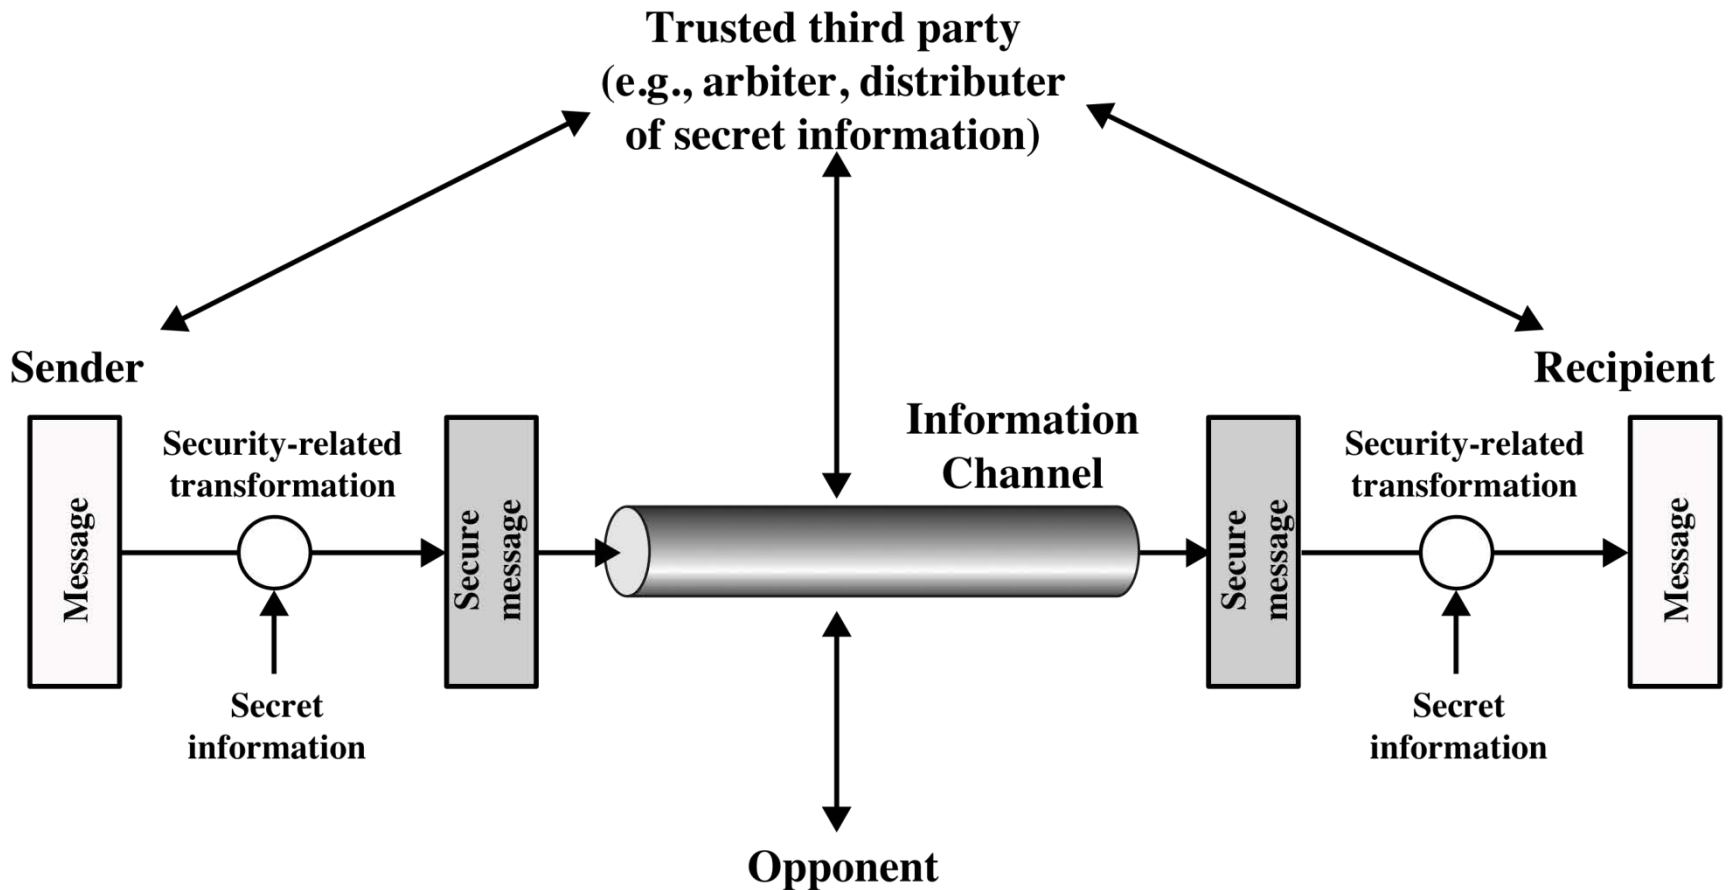 Trusted third party
(e.g., arbiter, distributer
of secret information)
Sender
Recipient
Information
Channel
Security-related
transformation
Security-related
transformation
Message
Secure
message
Secure
message
Message
Secret
information
Secret
information
Opponent